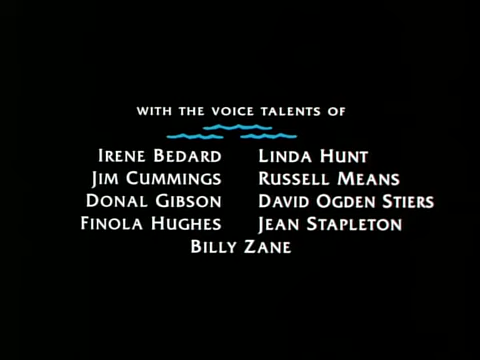 WITH THE VOICE TALENTS OF
IRENE BEDARD LINDA HUNT
JIM CUMMINGS RUSSELL MEANS
DONAL GIBSON DAVID OGDEN STIERS
FINOLA HUGHES JEAN STAPLETON
BILLY ZANE